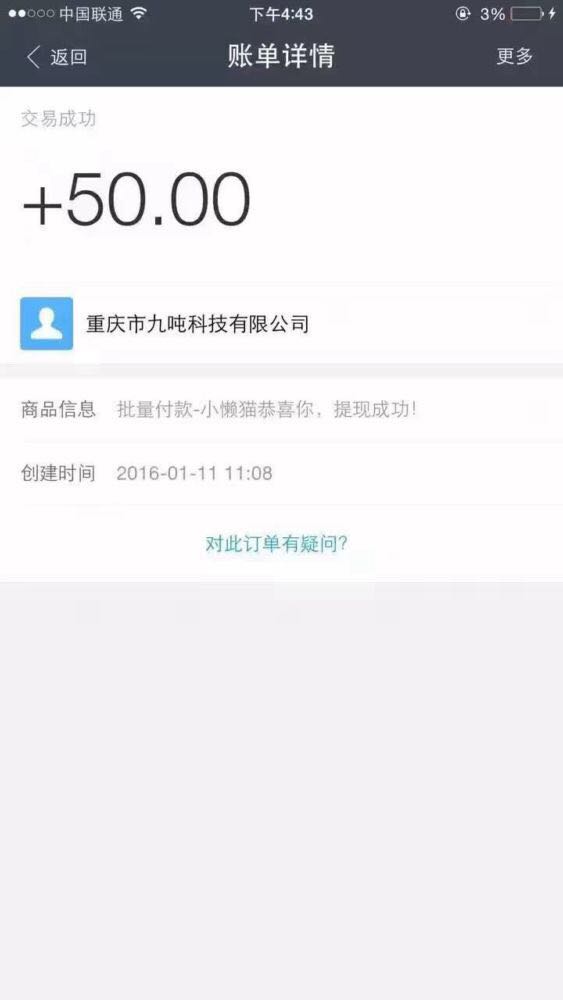 中国联通 下午4:43 3%
返回 账单详情 更多
交易成功
+50.00
重庆市九吨科技有限公司
商品信息 批量付款-小懒猫恭喜你，提现成功！
创建时间 2016-01-11 11:08
对此订单有疑问？